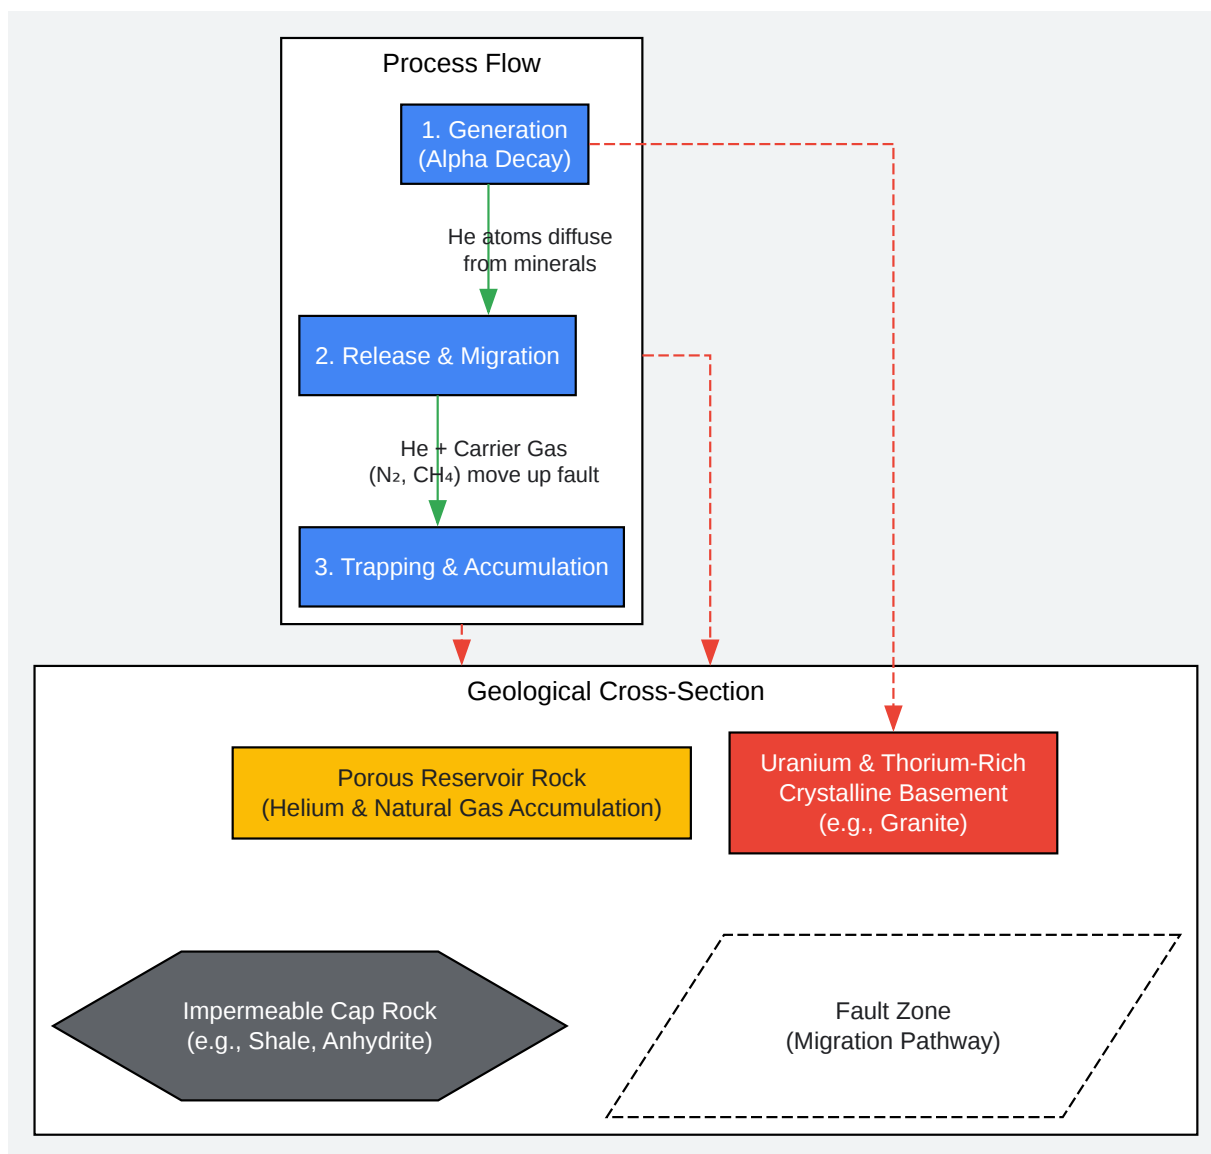 Process Flow
1. Generation
(Alpha Decay)
He atoms diffuse
from minerals
2. Release & Migration
He + Carrier Gas
(N₂, CH₄) move up fault
3. Trapping & Accumulation
Geological Cross-Section
Porous Reservoir Rock
(Helium & Natural Gas Accumulation)
Uranium & Thorium-Rich
Crystalline Basement
(e.g., Granite)
Impermeable Cap Rock
(e.g., Shale, Anhydrite)
Fault Zone
(Migration Pathway)